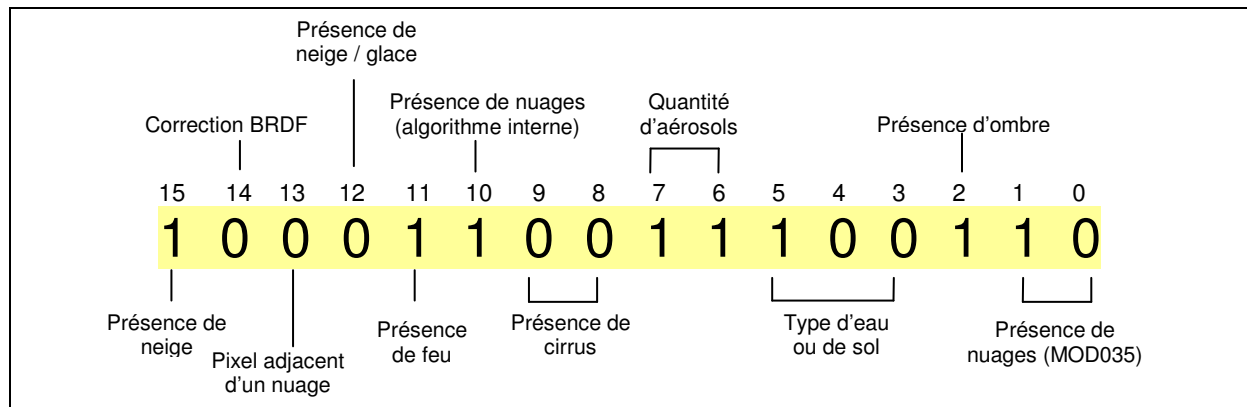 Présence de
neige / glace
Correction BRDF
Présence de nuages
(algorithme interne)
Quantité
d'aérosols
Présence d'ombre
15 14 13 12 11 10 9 8 7 6 5 4 3 2 1 0
1 0 0 0 1 1 0 0 1 1 1 0 0 1 1 0
Présence de
neige
Pixel adjacent
d'un nuage
Présence
de feu
Présence de
cirrus
Type d'eau
ou de sol
Présence de
nuages (MOD035)